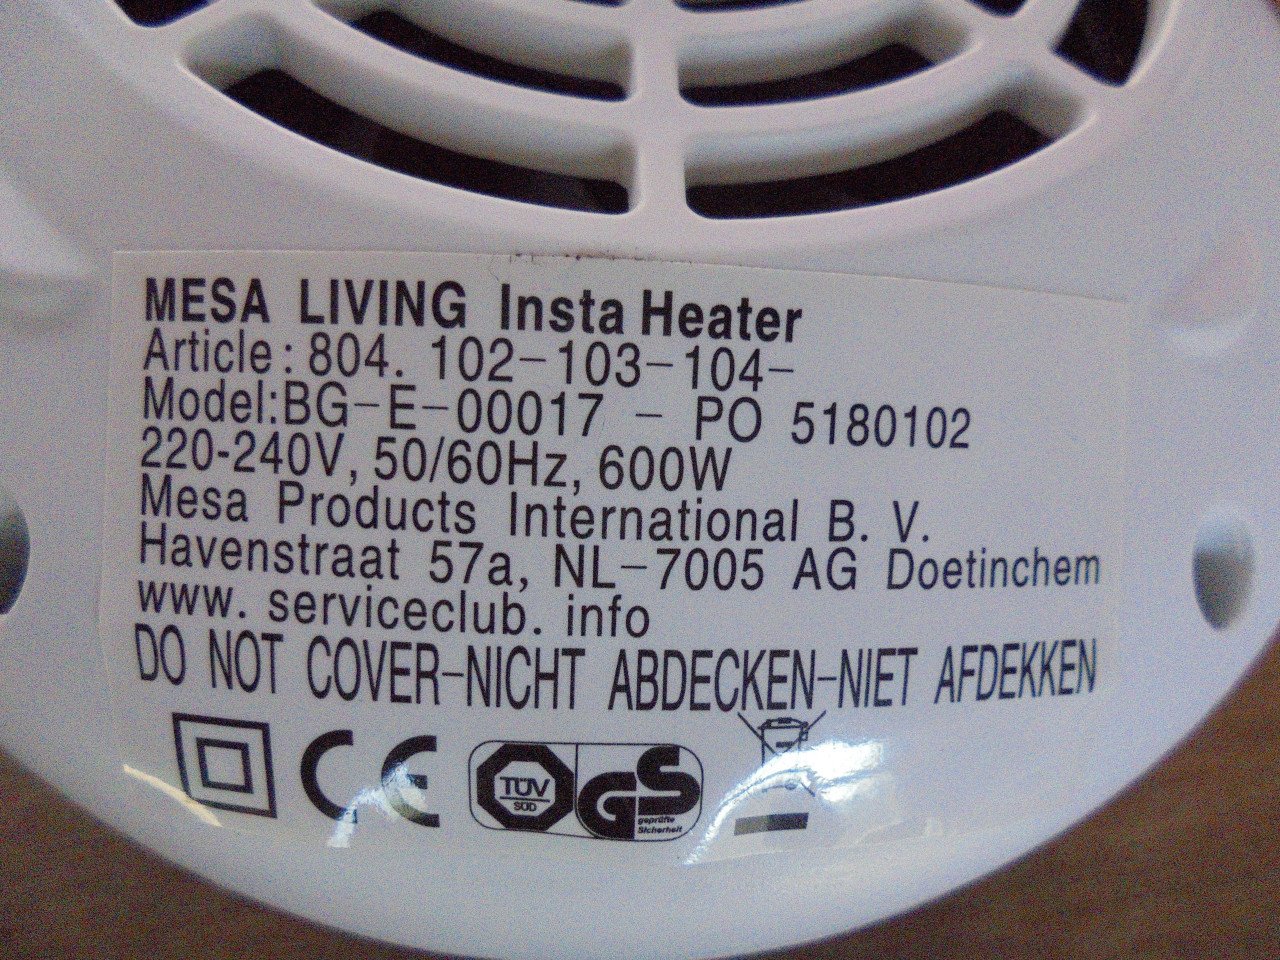 MESA LIVING Insta Heater
Article: 804. 102-103-104-
Model:BG-E-00017 - PO 5180102
220-240V, 50/60Hz, 600W
Mesa Products International B. V.
Havenstraat 57a, NL-7005 AG Doetinchem
www. serviceclub. info
DO NOT COVER-NICHT ABDECKEN-NIET AFDEKKEN
CE TÜV SÜD GS geprüfte Sicherheit